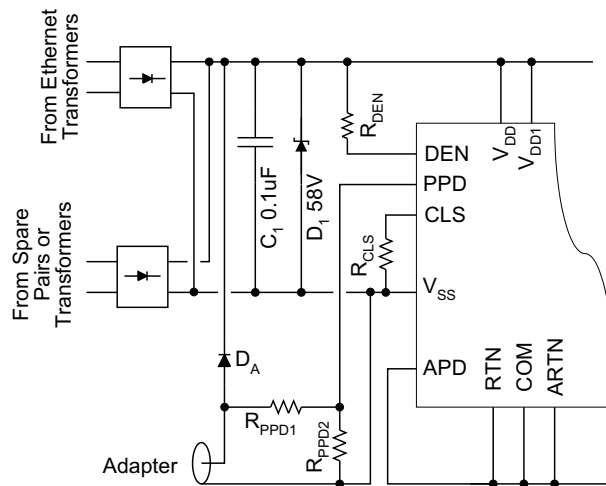 From Ethernet
Transformers
From Spare
Pairs or
Transformers
C1 0.1uF
D1 58V
RDEN
RCLS
DEN
PPD
CLS
VSS
APD
VDD
VDD1
RTN
COM
ARTN
DA
RPPD1
RPPD2
Adapter